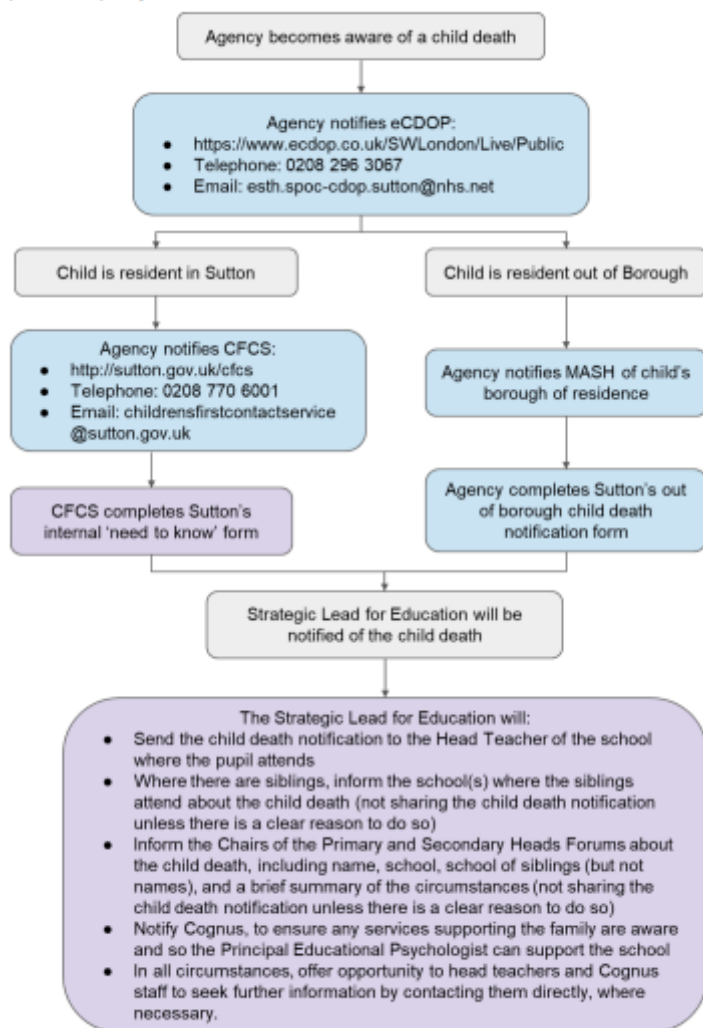 Agency becomes aware of a child death
Agency notifies eCDOP:
● https://www.ecdop.co.uk/SWLondon/Live/Public
● Telephone: 0208 296 3067
● Email: esth.spoc-cdop.sutton@nhs.net
Child is resident in Sutton
Agency notifies CFCS:
● http://sutton.gov.uk/cfcs
● Telephone: 0208 770 6001
● Email: childrensfirstcontactservice
@sutton.gov.uk
CFCS completes Sutton's
internal 'need to know' form
Child is resident out of Borough
Agency notifies MASH of child's
borough of residence
Agency completes Sutton's out
of borough child death
notification form
Strategic Lead for Education will be
notified of the child death
The Strategic Lead for Education will:
● Send the child death notification to the Head Teacher of the school
where the pupil attends
● Where there are siblings, inform the school(s) where the siblings
attend about the child death (not sharing the child death notification
unless there is a clear reason to do so)
● Inform the Chairs of the Primary and Secondary Heads Forums about
the child death, including name, school, school of siblings (but not
names), and a brief summary of the circumstances (not sharing the
child death notification unless there is a clear reason to do so)
● Notify Cognus, to ensure any services supporting the family are aware
and so the Principal Educational Psychologist can support the school
● In all circumstances, offer opportunity to head teachers and Cognus
staff to seek further information by contacting them directly, where
necessary.